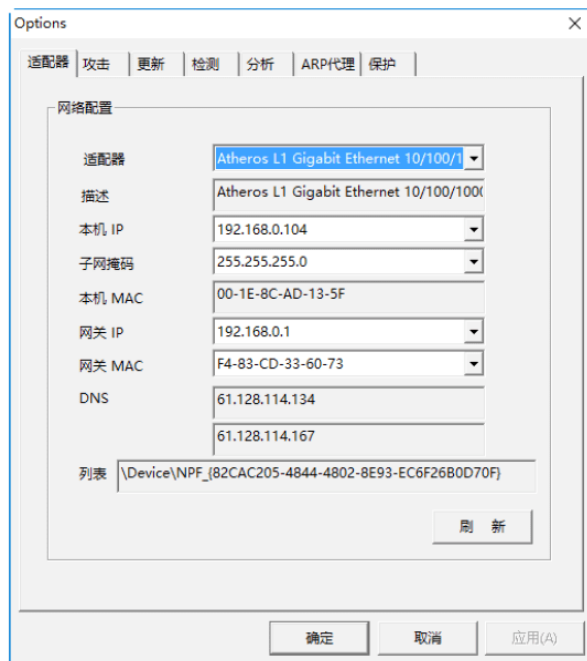 Options
适配器 攻击 更新 检测 分析 ARP代理 保护
网络配置
适配器 Atheros L1 Gigabit Ethernet 10/100/1
描述 Atheros L1 Gigabit Ethernet 10/100/100(
本机 IP 192.168.0.104
子网掩码 255.255.255.0
本机 MAC 00-1E-8C-AD-13-5F
网关 IP 192.168.0.1
网关 MAC F4-83-CD-33-60-73
DNS 61.128.114.134
61.128.114.167
列表 \Device\NPF_{82CAC205-4844-4802-8E93-EC6F26B0D70F}
刷 新
确定 取消 应用(A)